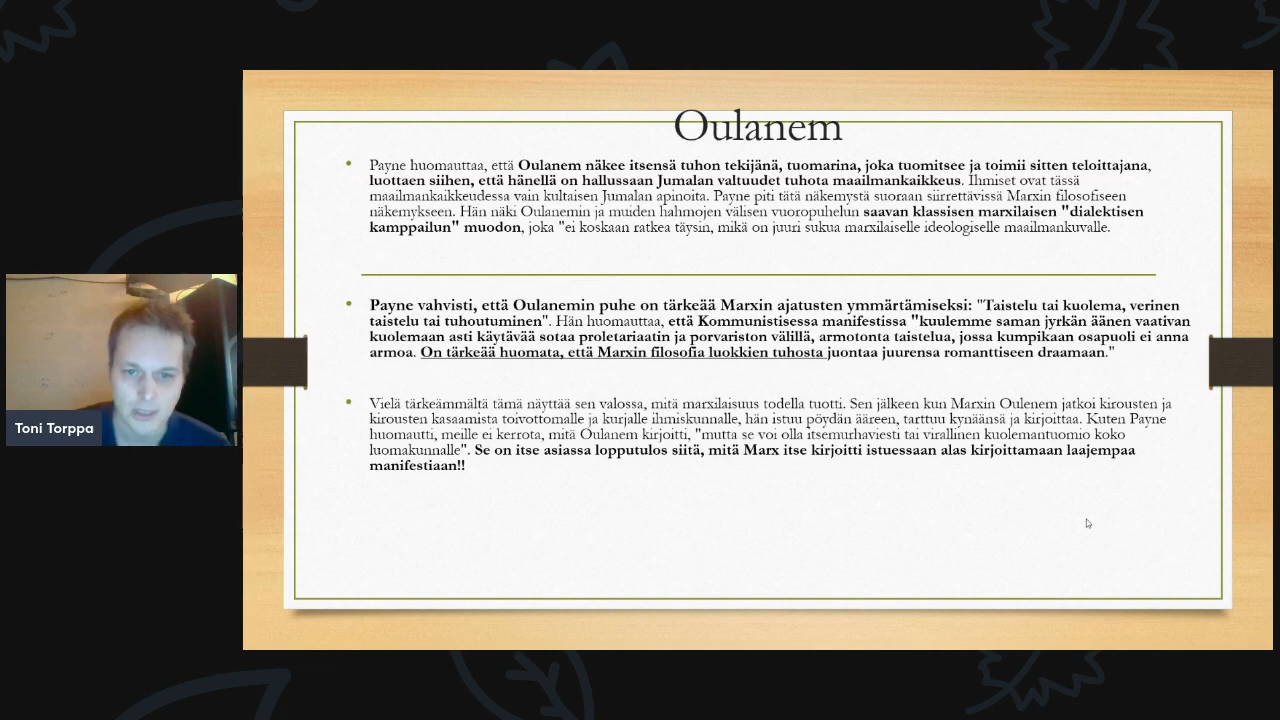 Oulanem
Payne huomauttaa, että Oulanem näkee itsensä tuhon tekijänä, tuomarina, joka tuomitsee ja toimii sitten teloittajana,
luottaen siihen, että hänellä on hallussaan Jumalan valtuudet tuhota maailmankaikkeus. Ihmiset ovat tässä
maailmankaikkeudessa vain kultaisen Jumalan apinoita. Payne piti tätä näkemystä suoraan siirrettävissä Marxin filosofiseen
näkemykseen. Hän näki Oulanemin ja muiden hahmojen välisen vuoropuhelun saavan klassisen marxilaisen "dialektisen
kamppailun" muodon, joka "ei koskaan ratkea täysin, mikä on juuri sukua marxilaiselle ideologiselle maailmankuvalle.
Payne vahvisti, että Oulanemin puhe on tärkeää Marxin ajatusten ymmärtämiseksi: "Taistelu tai kuolema, verinen
taistelu tai tuhoutuminen". Hän huomauttaa, että Kommunistisessa manifestissa "kuulemme saman jyrkän äänen vaativan
kuolemaan asti käytävää sotaa proletariaatin ja porvariston välillä, armotonta taistelua, jossa kumpikaan osapuoli ei anna
armoa. On tärkeää huomata, että Marxin filosofia luokkien tuhosta juontaa juurensa romanttiseen draamaan."
Vielä tärkeämmältä tämä näyttää sen valossa, mitä marxilaisuus todella tuotti. Sen jälkeen kun Marxin Oulenem jatkoi kirousten ja
kirousten kasaamista toivottomalle ja kurjalle ihmiskunnalle, hän istuu pöydän ääreen, tarttuu kynäänsä ja kirjoittaa. Kuten Payne
huomautti, meille ei kerrota, mitä Oulanem kirjoitti, "mutta se voi olla itsemurhaviesti tai virallinen kuolemantuomio koko
luomakunnalle". Se on itse asiassa lopputulos siitä, mitä Marx itse kirjoitti istuessaan alas kirjoittamaan laajempaa
manifestiaan!!
Toni Torppa